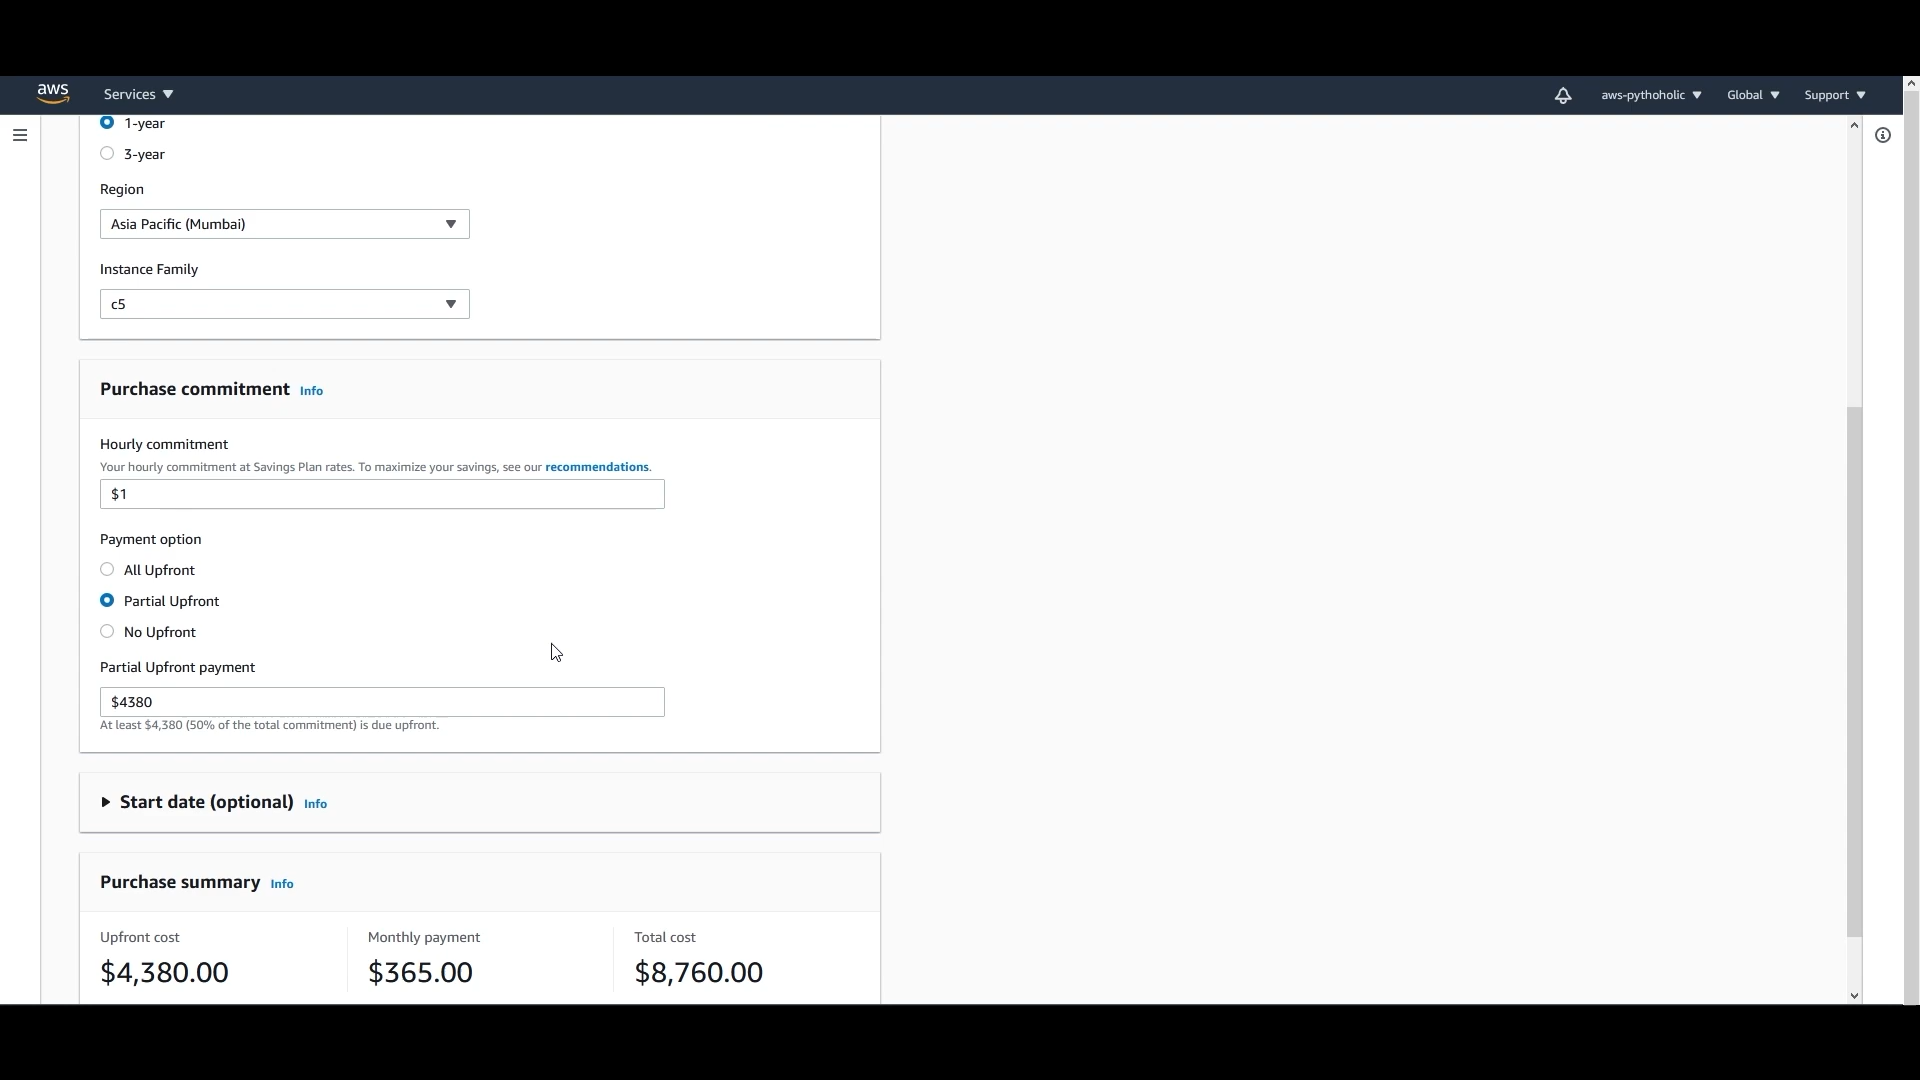 aws
Services
aws-pythoholic
Global
Support
1-year
3-year
Region
Asia Pacific (Mumbai)
Instance Family
c5
Purchase commitment Info
Hourly commitment
Your hourly commitment at Savings Plan rates. To maximize your savings, see our recommendations.
$1
Payment option
All Upfront
Partial Upfront
No Upfront
Partial Upfront payment
$4380
At least $4,380 (50% of the total commitment) is due upfront.
Start date (optional) Info
Purchase summary Info
Upfront cost
$4,380.00
Monthly payment
$365.00
Total cost
$8,760.00